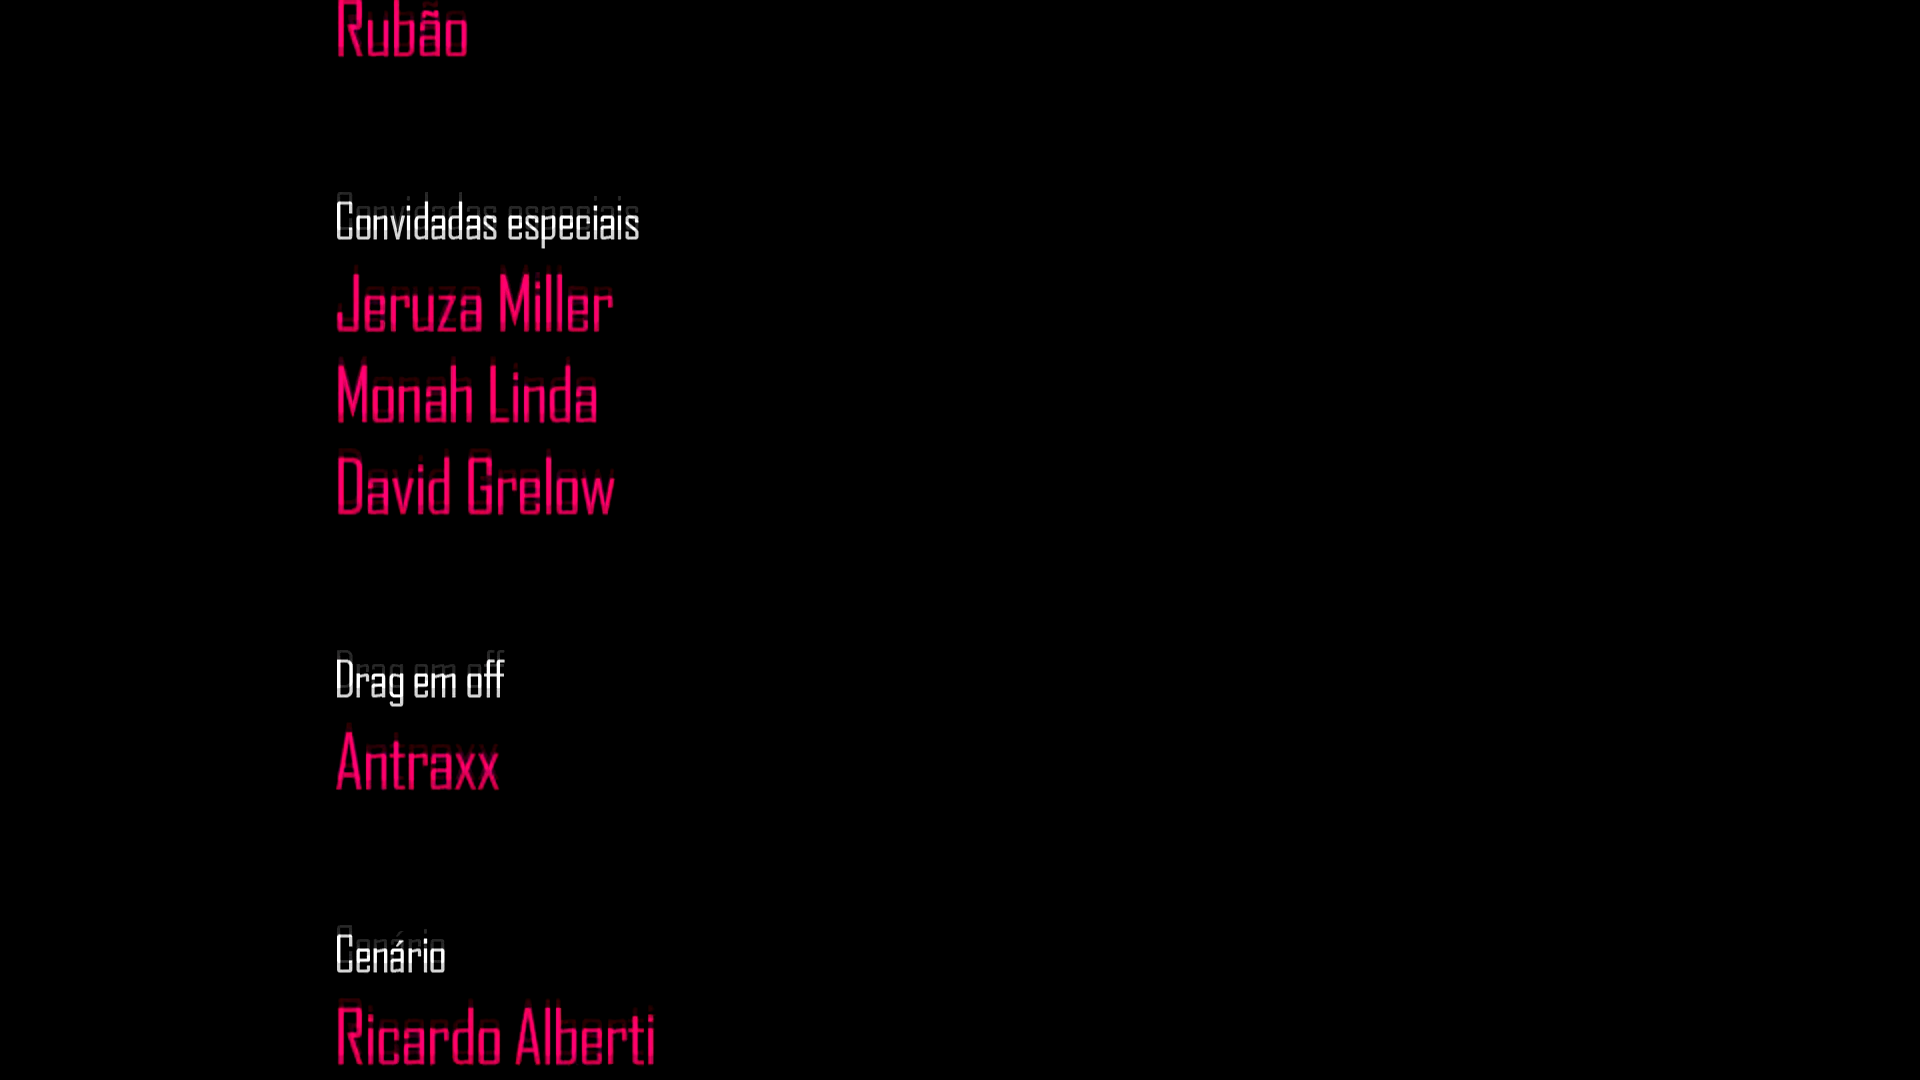 Rubão
Convidadas especiais
Jeruza Miller
Monah Linda
David Grelow
Drag em off
Antraxx
Cenário
Ricardo Alberti